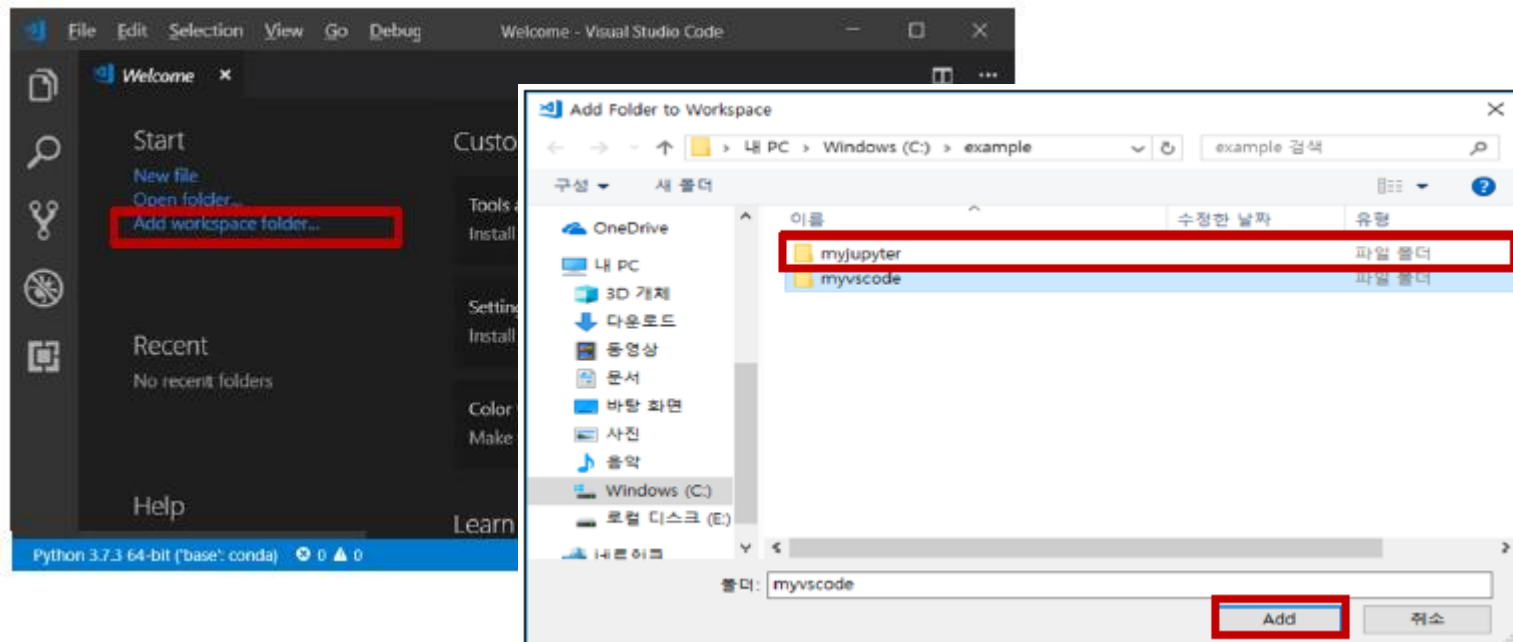 File Edit Selection View Go Debug Welcome - Visual Studio Code
Welcome
Start
New file
Open folder...
Add workspace folder...
Recent
No recent folders
Help
Custo
Tools a
Install
Setting
Install
Color
Make
Learn
Python 3.7.3 64-bit ('base': conda) 0 0
Add Folder to Workspace
내 PC > Windows (C:) > example example 검색
구성 새 폴더
이름 수정한 날짜 유형
myjupyter 파일 폴더
myvscode 파일 폴더
OneDrive
내 PC
3D 개체
다운로드
동영상
문서
바탕 화면
사진
음악
Windows (C:)
로컬 디스크 (E:)
네트워크
폴더: myvscode
Add 취소